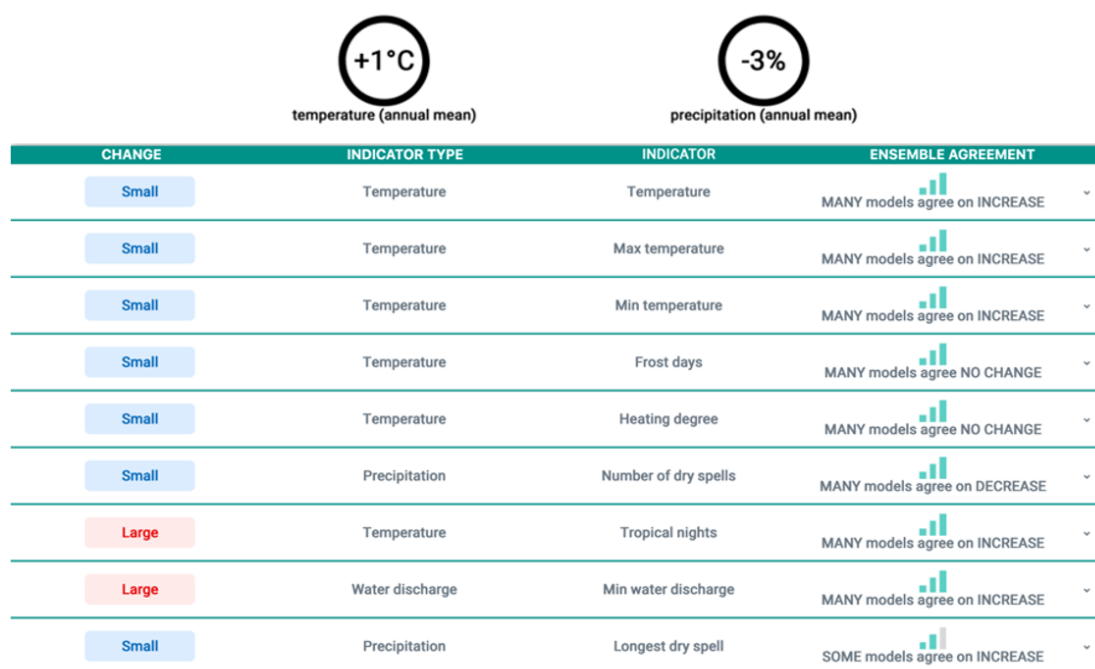 +1°C -3%
temperature (annual mean) precipitation (annual mean)
CHANGE INDICATOR TYPE INDICATOR ENSEMBLE AGREEMENT
Small Temperature Temperature MANY models agree on INCREASE
Small Temperature Max temperature MANY models agree on INCREASE
Small Temperature Min temperature MANY models agree on INCREASE
Small Temperature Frost days MANY models agree NO CHANGE
Small Temperature Heating degree MANY models agree NO CHANGE
Small Precipitation Number of dry spells MANY models agree on DECREASE
Large Temperature Tropical nights MANY models agree on INCREASE
Large Water discharge Min water discharge MANY models agree on INCREASE
Small Precipitation Longest dry spell SOME models agree on INCREASE